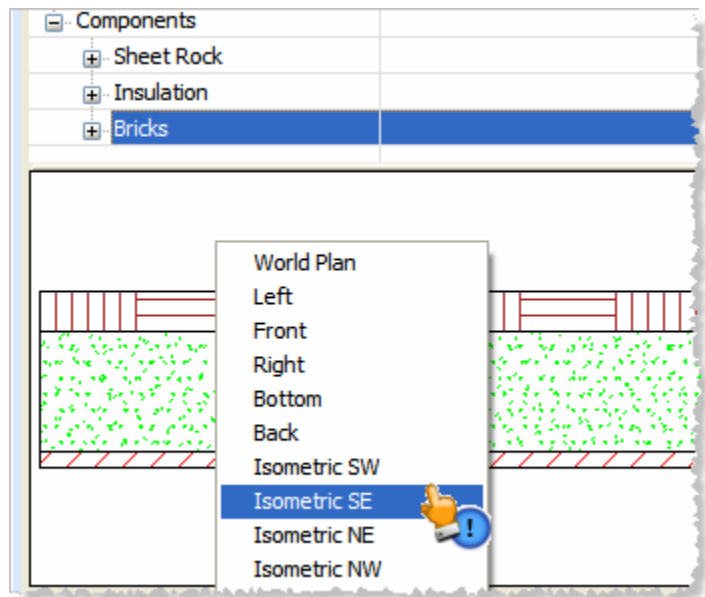 Components
Sheet Rock
Insulation
Bricks
World Plan
Left
Front
Right
Bottom
Back
Isometric SW
Isometric SE
!
Isometric NE
Isometric NW